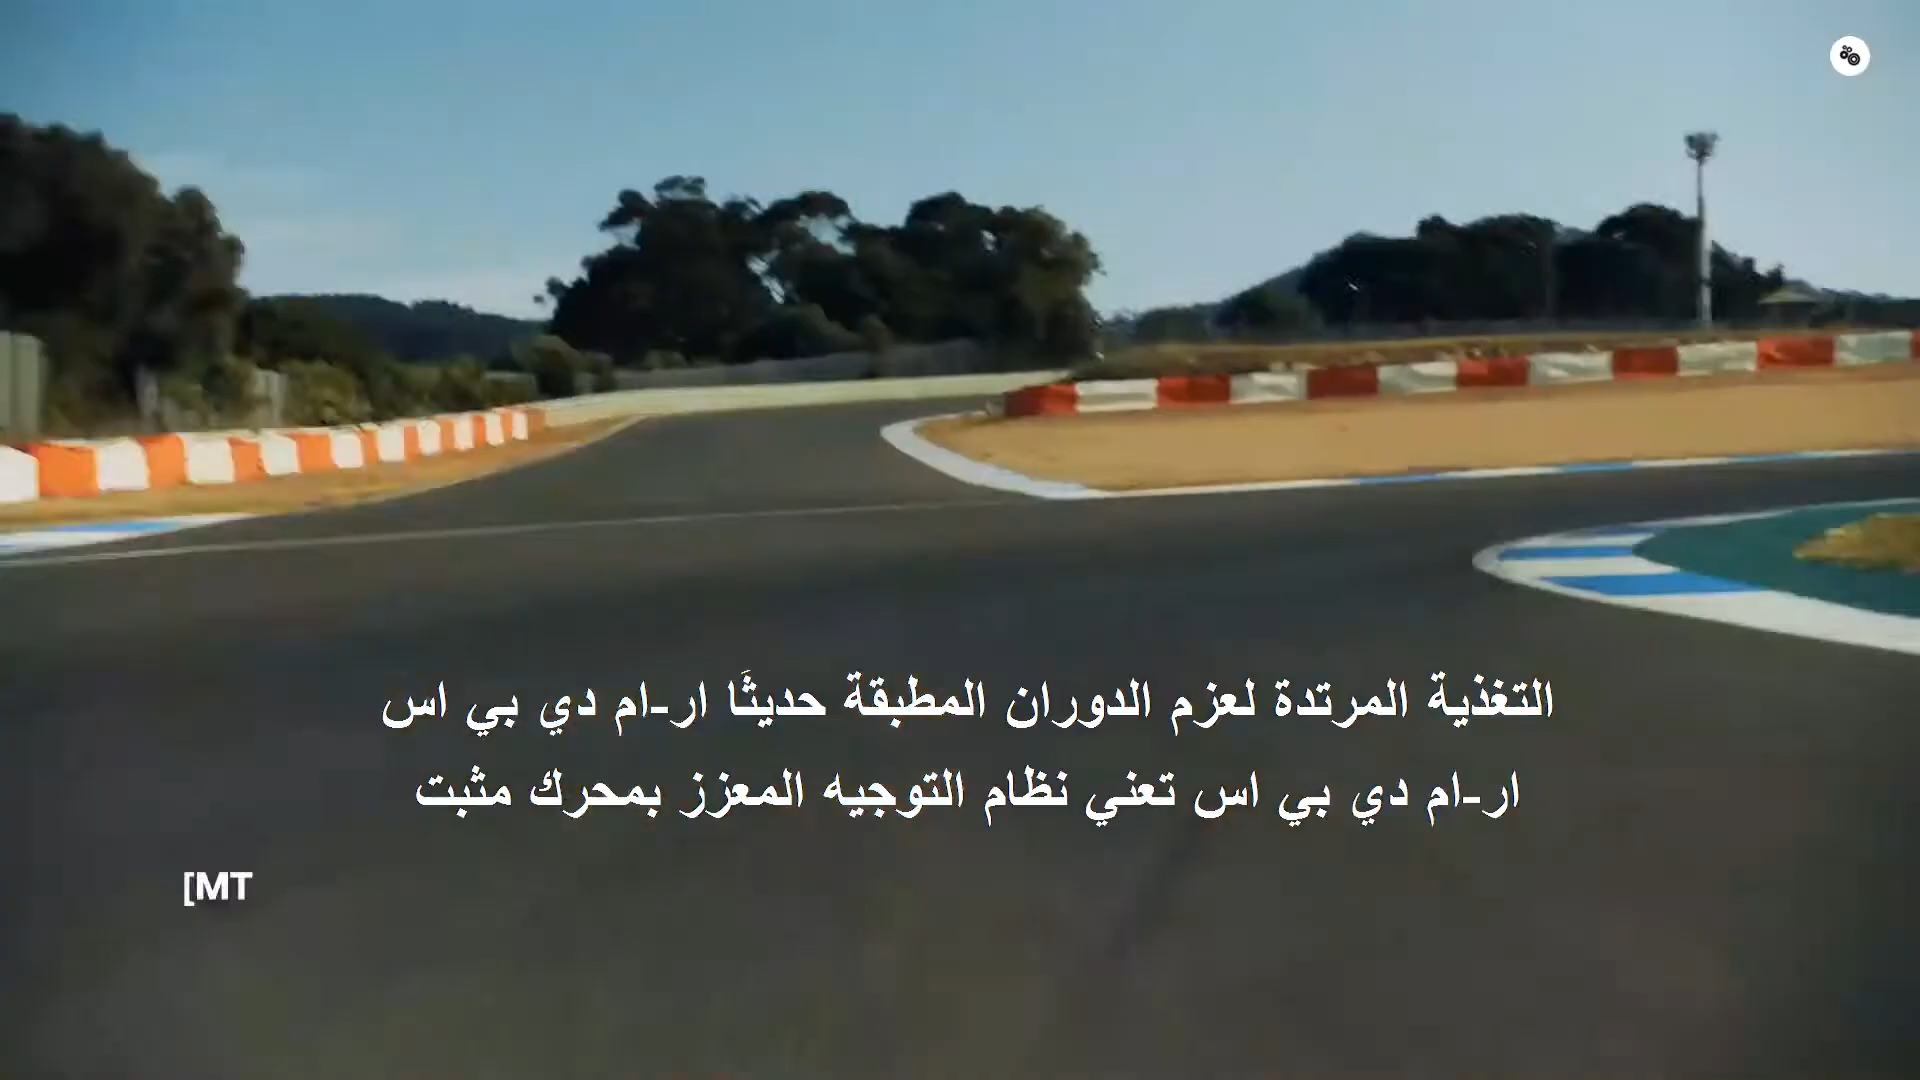 التغذية المرتدة لعزم الدوران المطبقة حديثًا ار-ام دي بي اس
ار-ام دي بي اس تعني نظام التوجيه المعزز بمحرك مثبت
[MT